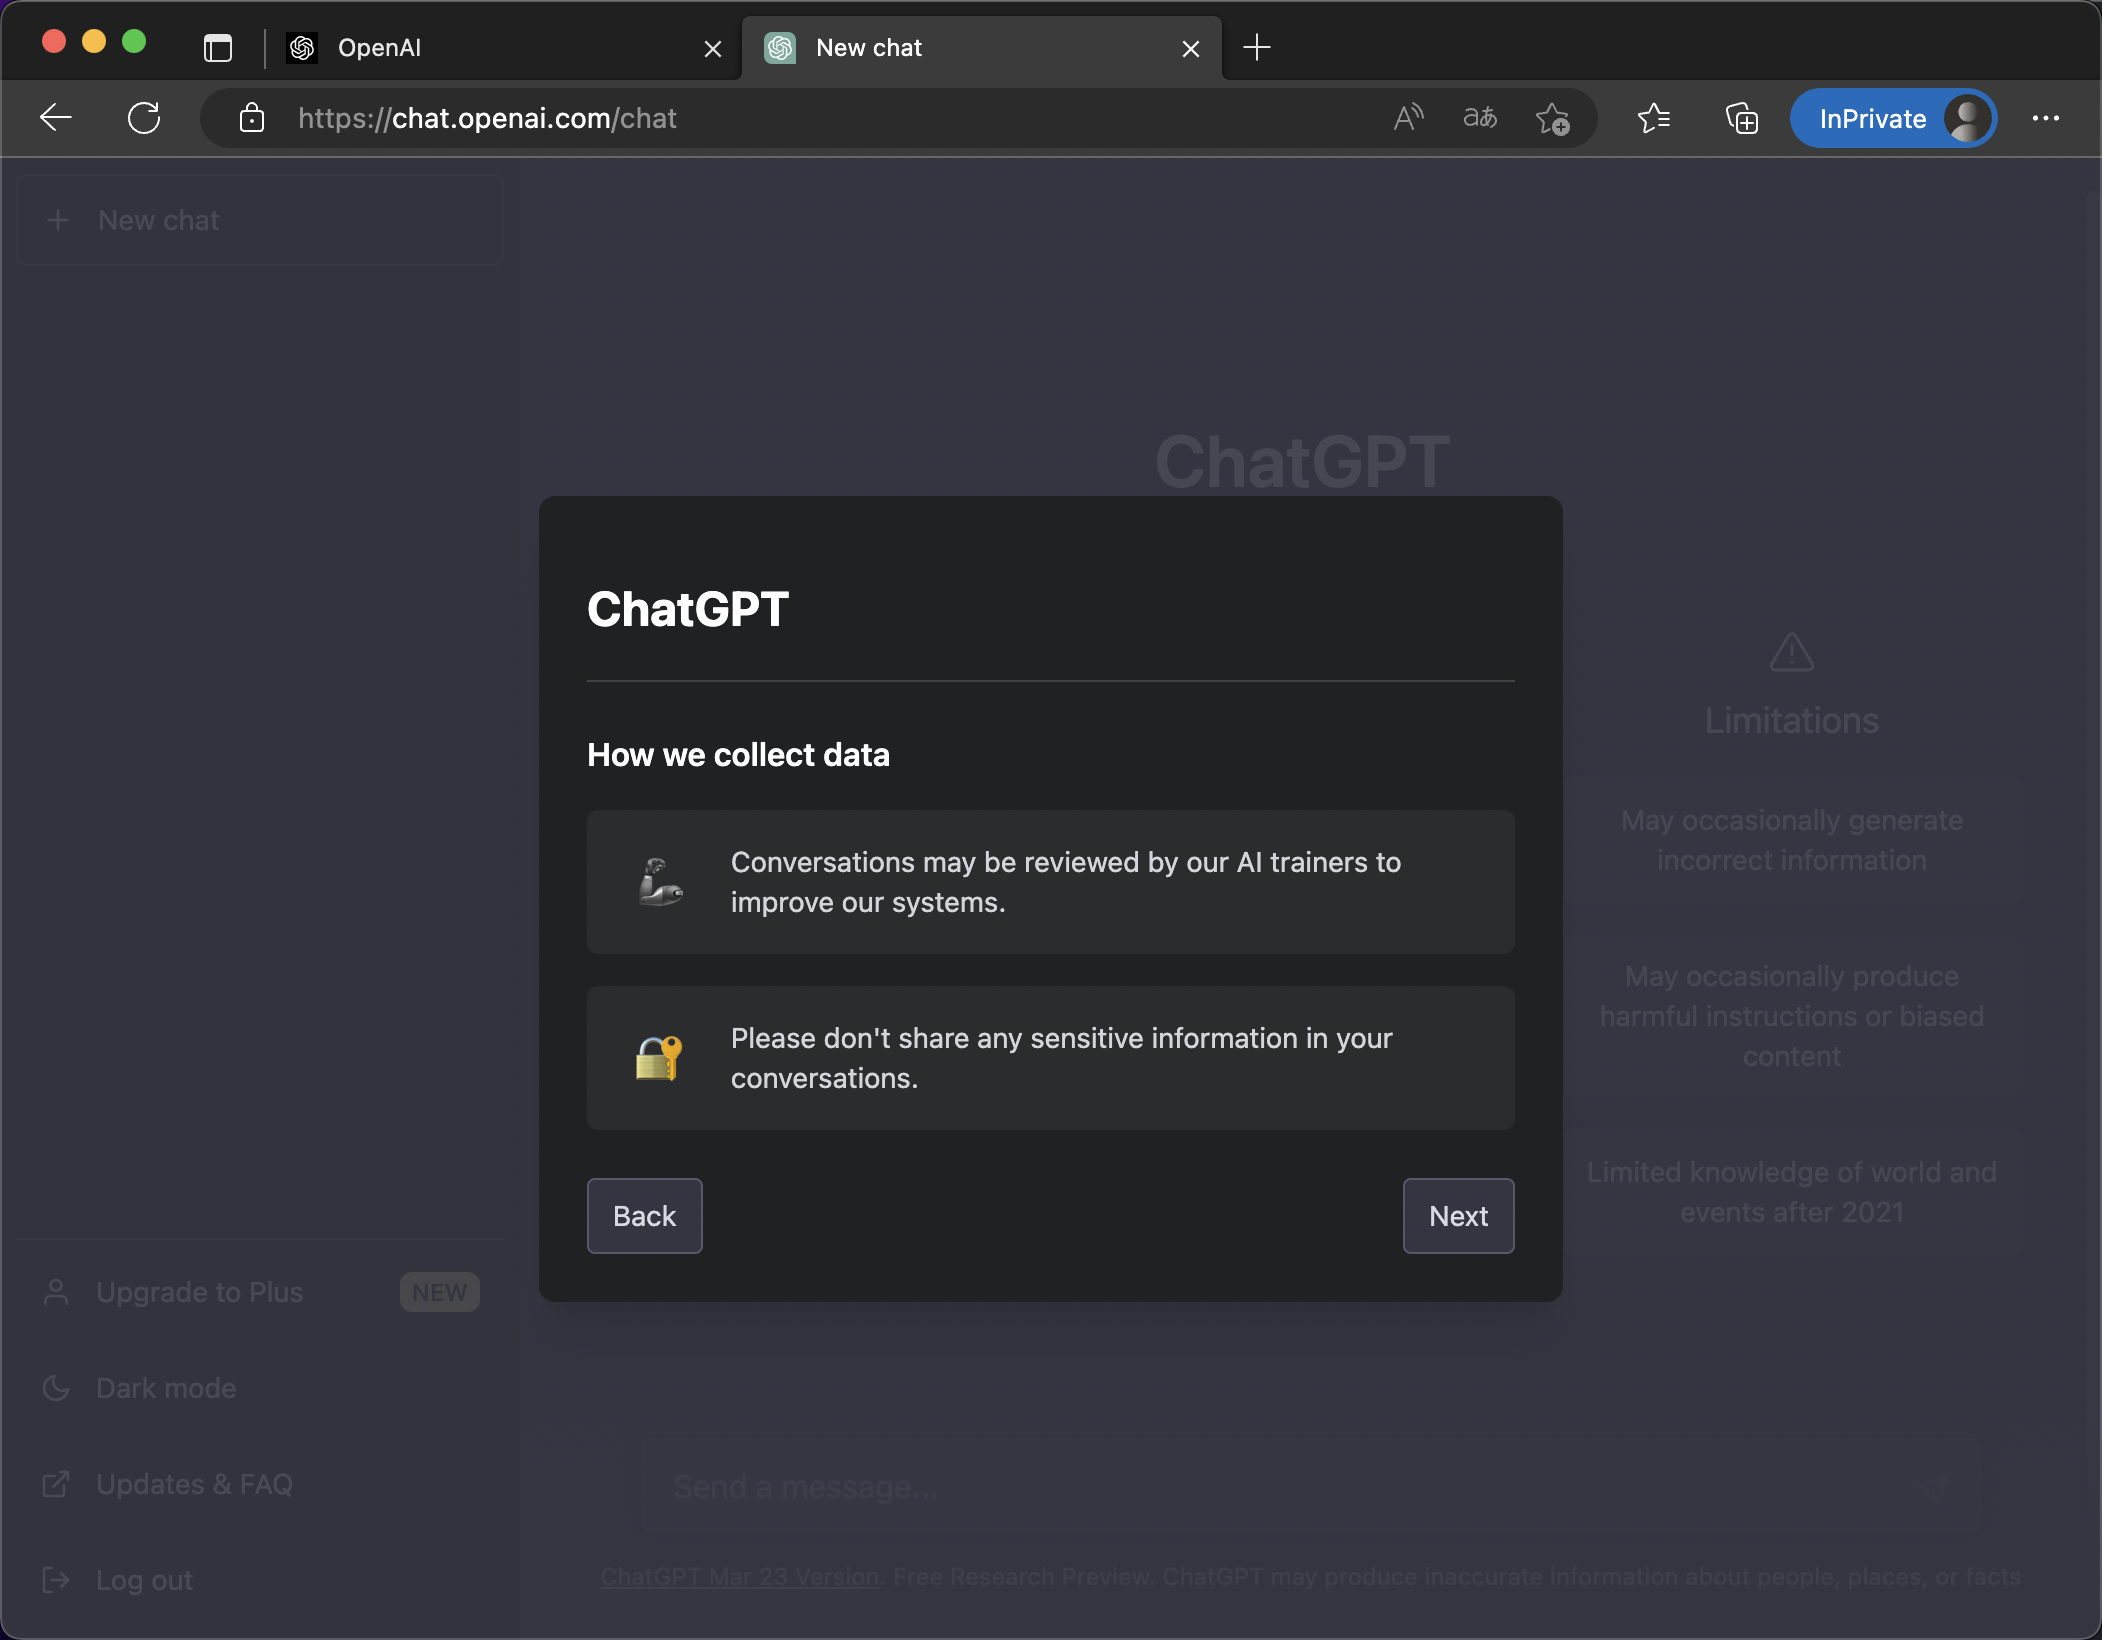 OpenAI
New chat
https://chat.openai.com/chat
A
aあ
InPrivate
New chat
ChatGPT
ChatGPT
How we collect data
Conversations may be reviewed by our AI trainers to
improve our systems.
Please don't share any sensitive information in your
conversations.
Back
Next
Limitations
May occasionally generate
incorrect information
May occasionally produce
harmful instructions or biased
content
Limited knowledge of world and
events after 2021
Upgrade to Plus
NEW
Dark mode
Updates & FAQ
Log out
Send a message...
ChatGPT Mar 23 Version. Free Research Preview. ChatGPT may produce inaccurate information about people, places, or facts